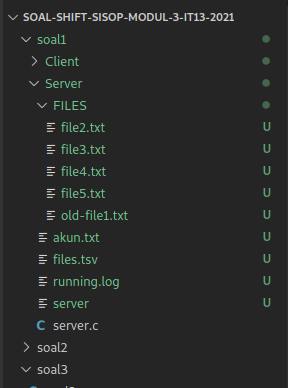 SOAL-SHIFT-SISOP-MODUL-3-IT13-2021
soal1
Client
Server
FILES
file2.txt U
file3.txt U
file4.txt U
file5.txt U
old-file1.txt U
akun.txt U
files.tsv U
running.log U
server U
C server.c
soal2
soal3